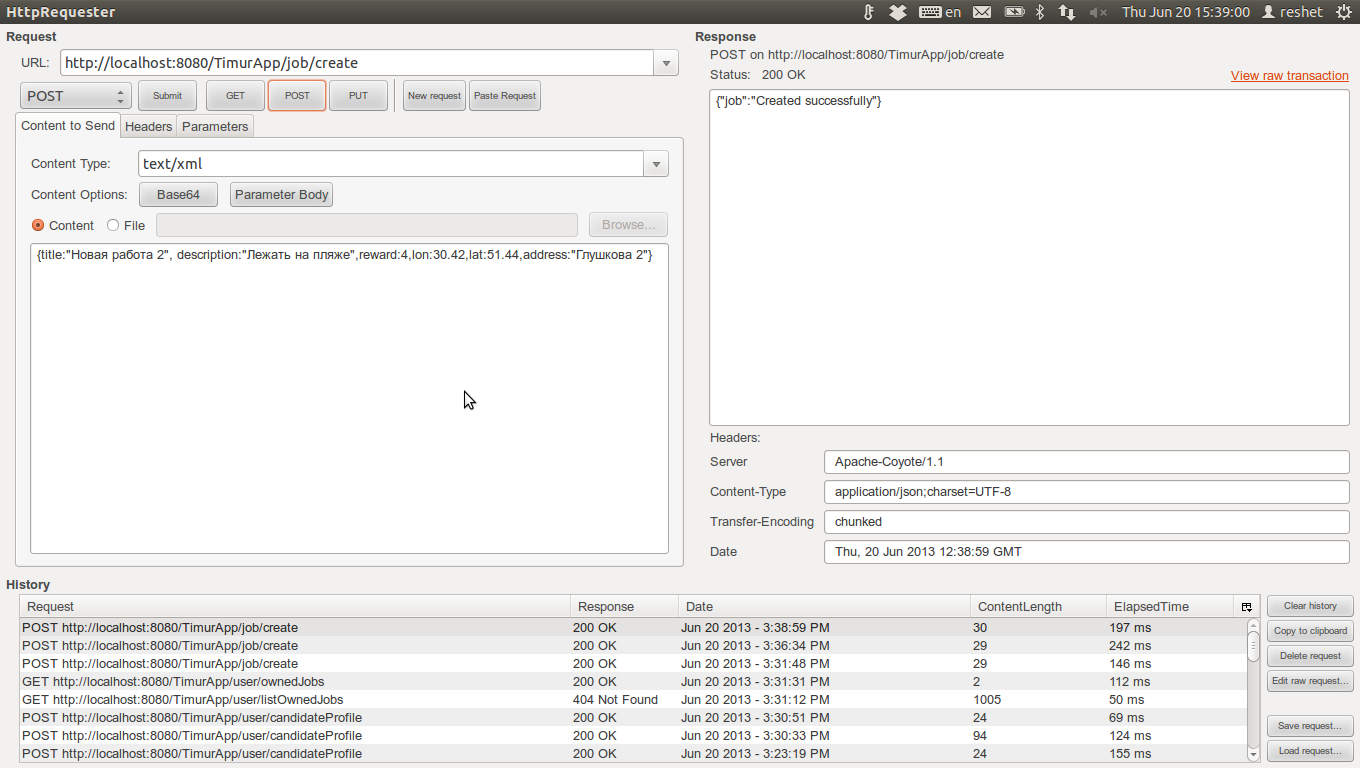 HttpRequester
en
Thu Jun 20 15:39:00
reshet
Request
URL:
http://localhost:8080/TimurApp/job/create
POST
Submit
GET
POST
PUT
New request
Paste Request
Content to Send
Headers
Parameters
Content Type:
text/xml
Content Options:
Base64
Parameter Body
Content
File
Browse...
{title:"Новая работа 2", description:"Лежать на пляже",reward:4,lon:30.42,lat:51.44,address:"Глушкова 2"}
Response
POST on http://localhost:8080/TimurApp/job/create
Status: 200 OK
View raw transaction
{"job":"Created successfully"}
Headers:
Server Apache-Coyote/1.1
Content-Type application/json;charset=UTF-8
Transfer-Encoding chunked
Date Thu, 20 Jun 2013 12:38:59 GMT
History
Request Response Date ContentLength ElapsedTime
POST http://localhost:8080/TimurApp/job/create 200 OK Jun 20 2013 - 3:38:59 PM 30 197 ms
POST http://localhost:8080/TimurApp/job/create 200 OK Jun 20 2013 - 3:36:34 PM 29 242 ms
POST http://localhost:8080/TimurApp/job/create 200 OK Jun 20 2013 - 3:31:48 PM 29 146 ms
GET http://localhost:8080/TimurApp/user/ownedJobs 200 OK Jun 20 2013 - 3:31:31 PM 2 112 ms
GET http://localhost:8080/TimurApp/user/listOwnedJobs 404 Not Found Jun 20 2013 - 3:31:12 PM 1005 50 ms
POST http://localhost:8080/TimurApp/user/candidateProfile 200 OK Jun 20 2013 - 3:30:51 PM 24 69 ms
POST http://localhost:8080/TimurApp/user/candidateProfile 200 OK Jun 20 2013 - 3:30:33 PM 94 124 ms
POST http://localhost:8080/TimurApp/user/candidateProfile 200 OK Jun 20 2013 - 3:23:19 PM 24 155 ms
Clear history
Copy to clipboard
Delete request
Edit raw request...
Save request...
Load request...